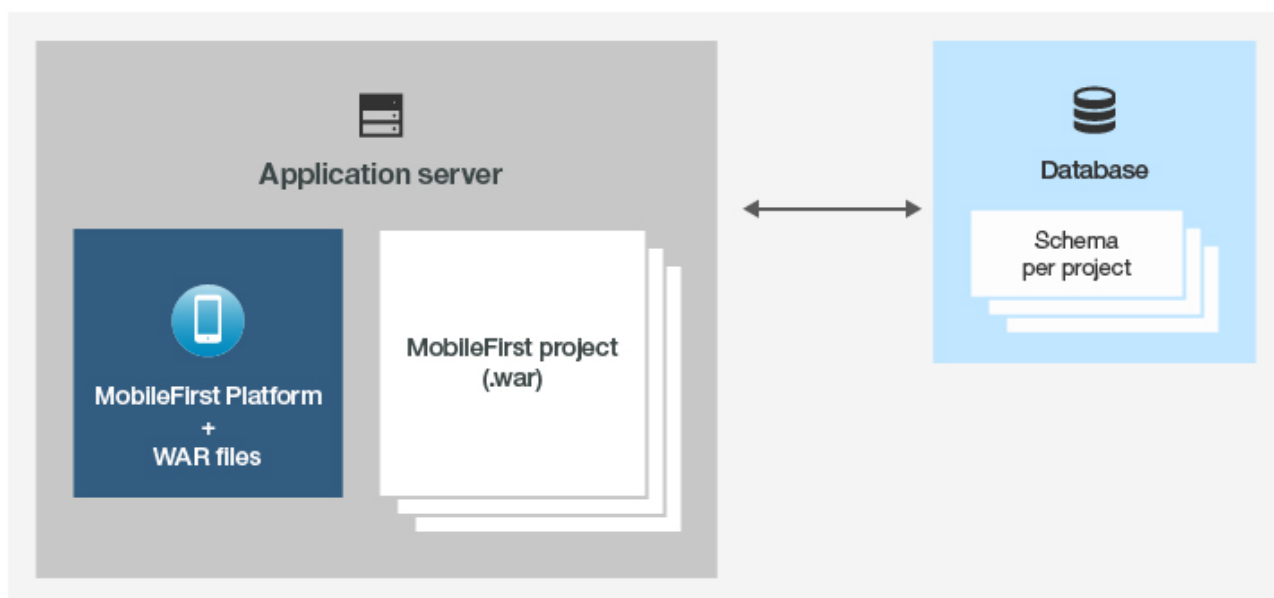 Application server
MobileFirst Platform
+
WAR files
MobileFirst project
(.war)
Database
Schema
per project